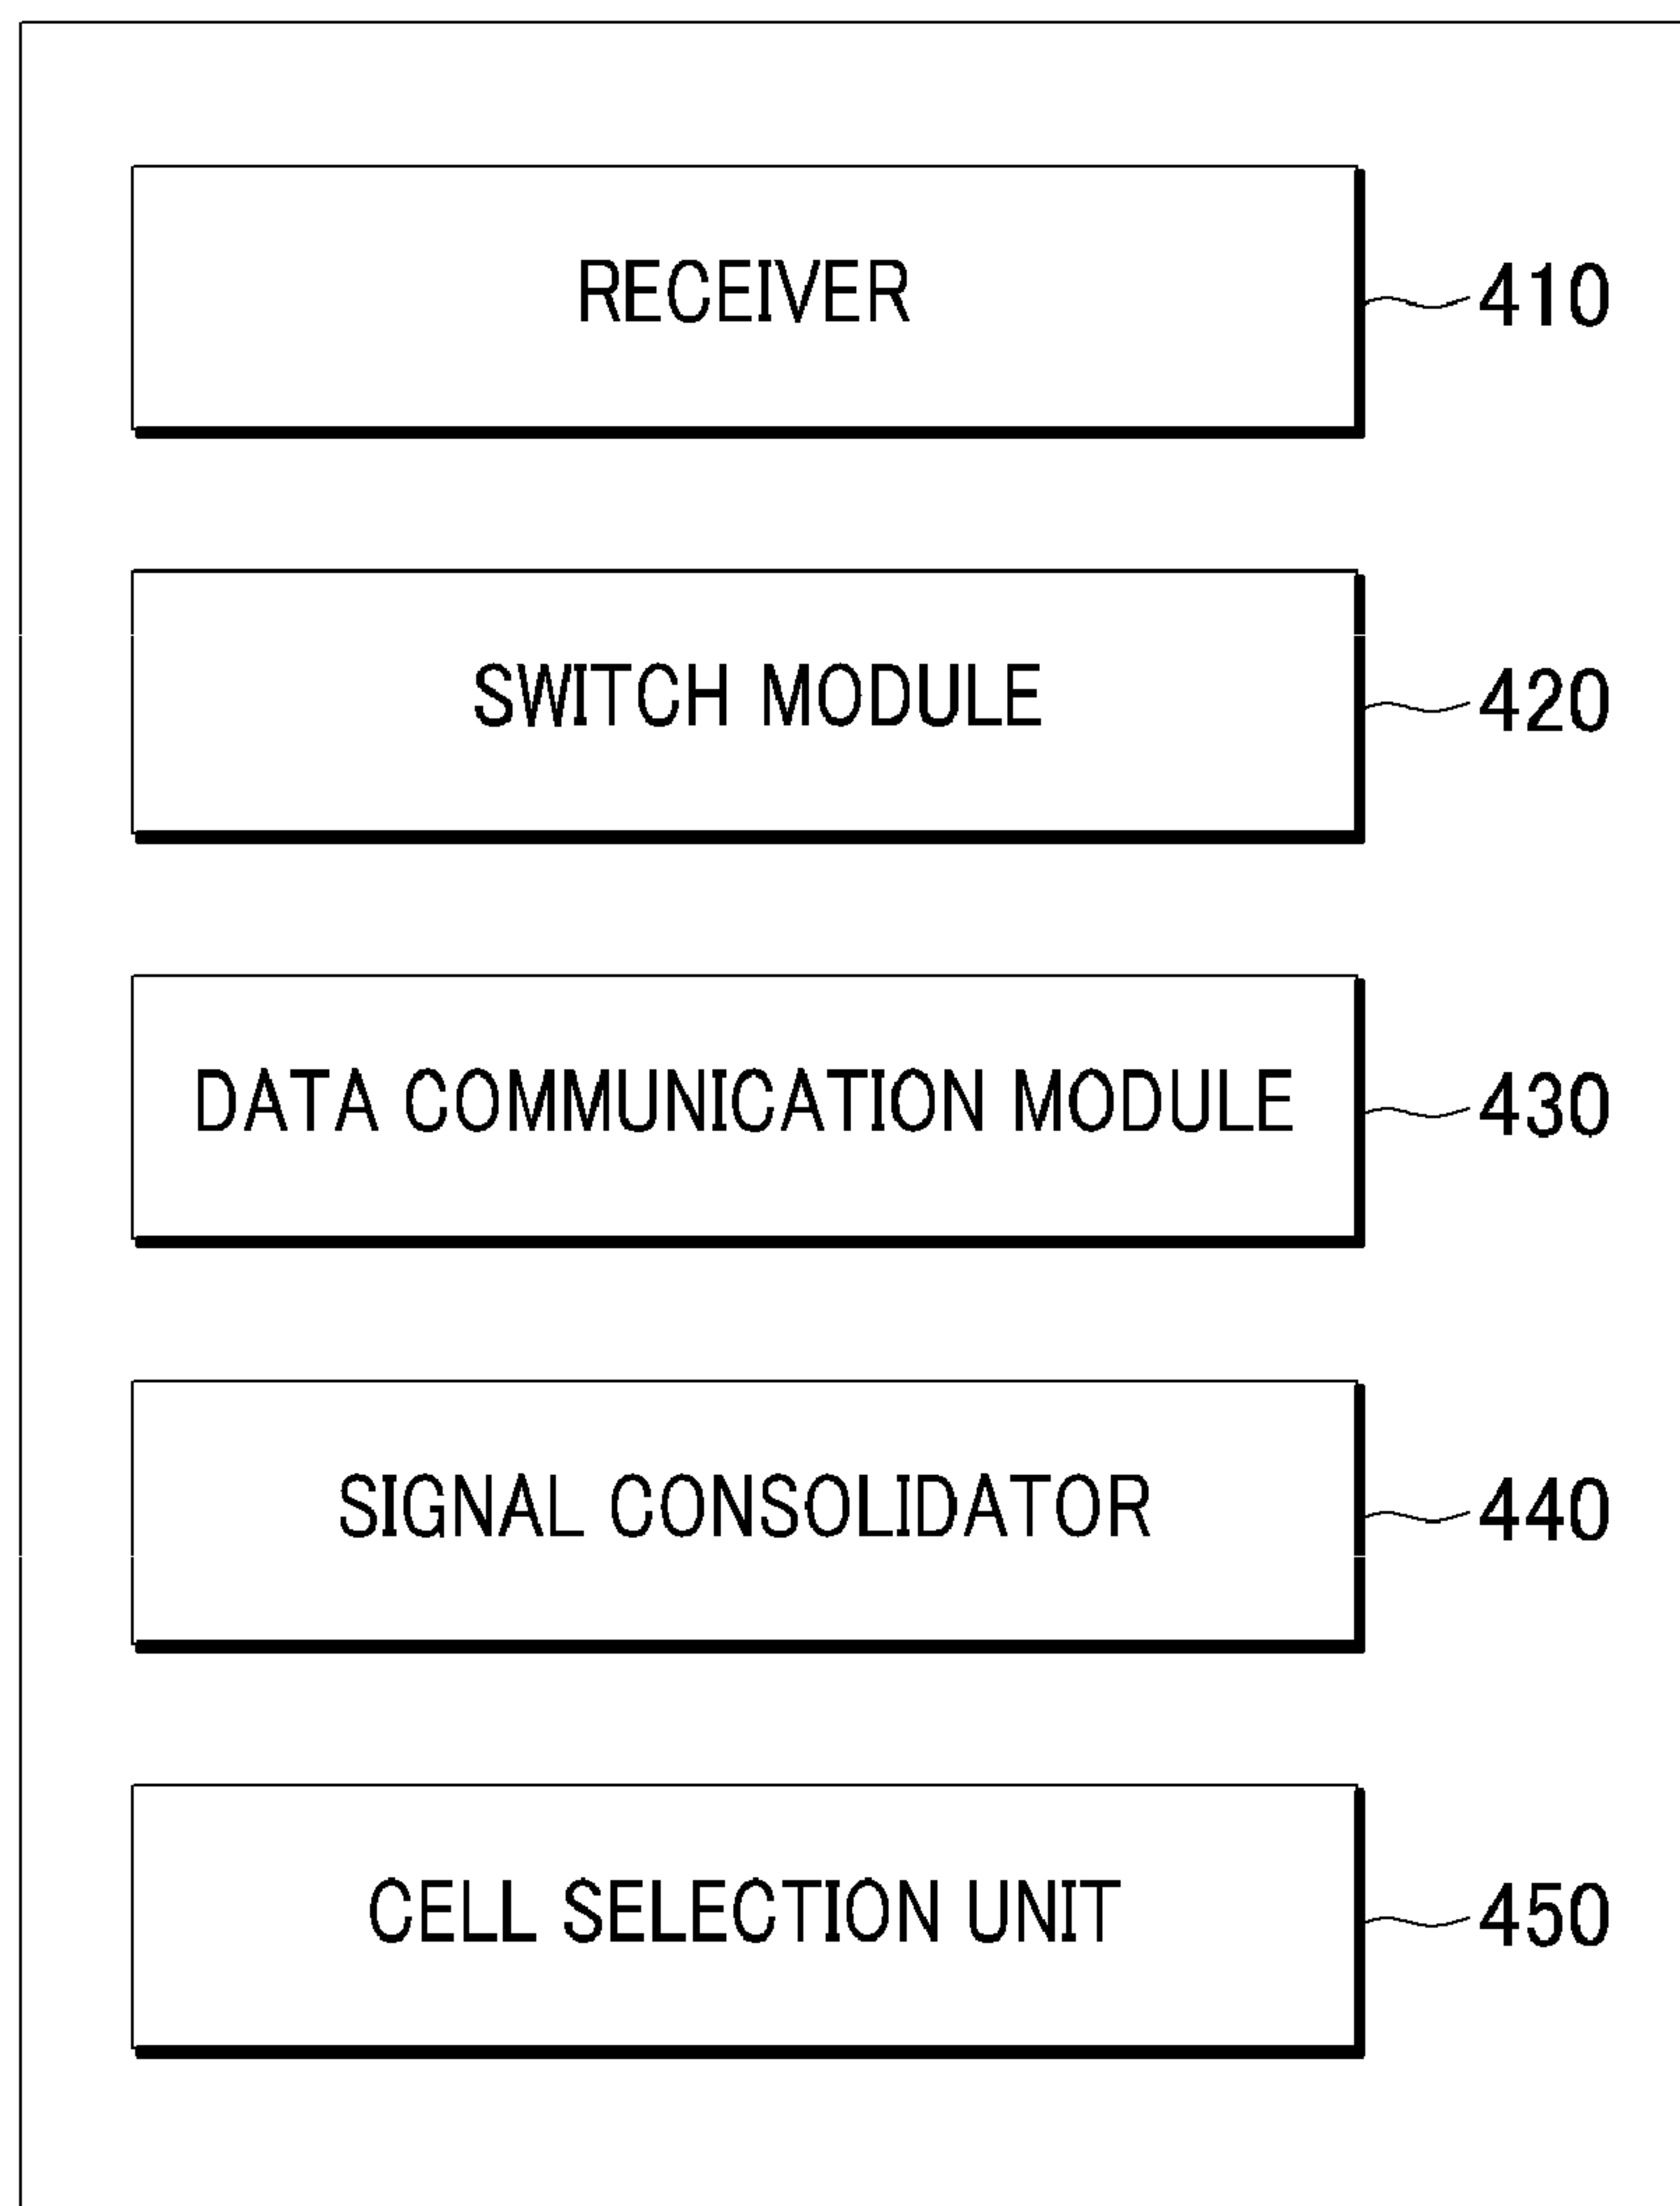 RECEIVER 410
SWITCH MODULE 420
DATA COMMUNICATION MODULE 430
SIGNAL CONSOLIDATOR 440
CELL SELECTION UNIT 450